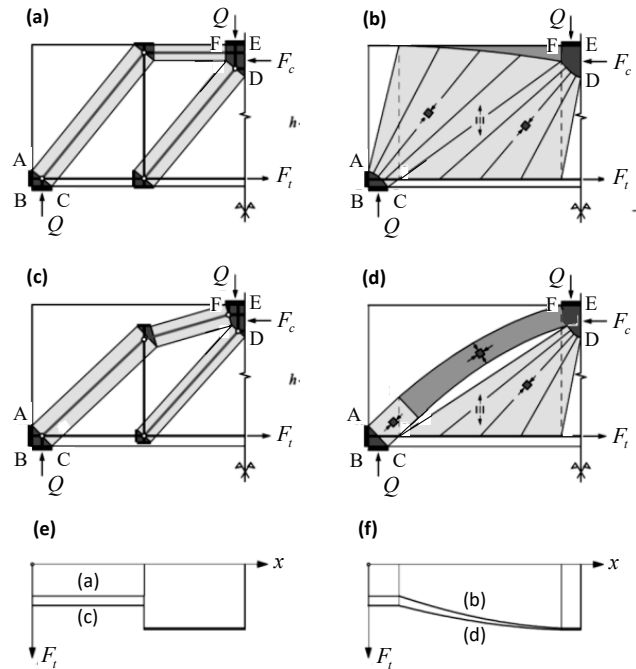 (a)
Q
F E
F_c
D
h
A
F_t
B C
Q
(b)
Q
F E
F_c
D
h
A
F_t
B C
Q
(c)
Q
F E
F_c
D
h
A
F_t
B C
Q
(d)
Q
F E
F_c
D
A
F_t
B C
Q
(e)
x
(a)
(c)
F_t
(f)
x
(b)
(d)
F_t